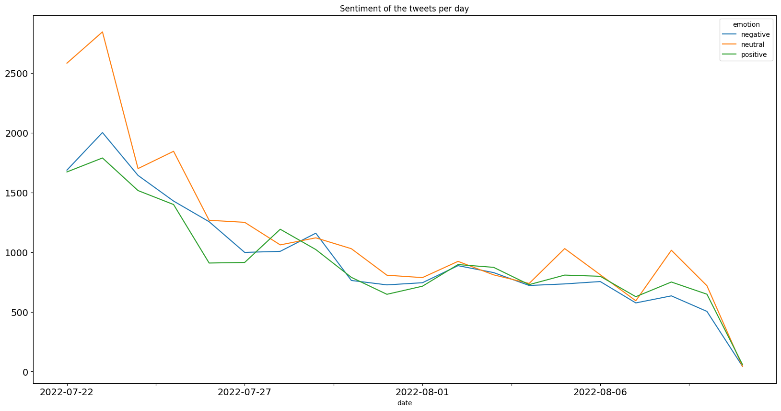 Sentiment of the tweets per day
emotion
negative
neutral
positive
2500
2000
1500
1000
500
0
2022-07-22 2022-07-27 2022-08-01 2022-08-06
date